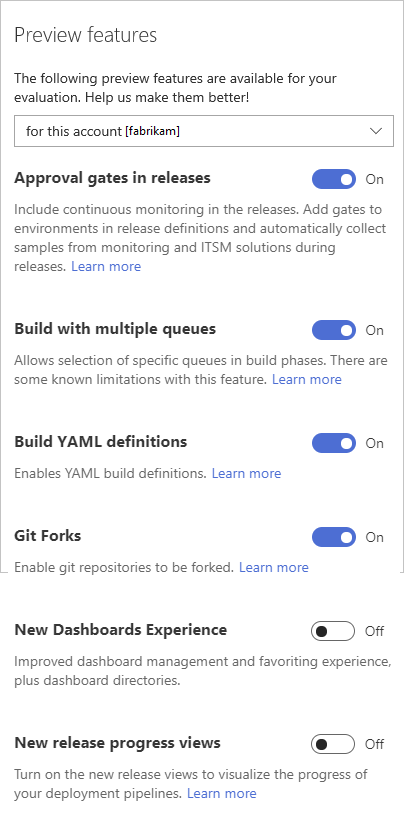 Preview features
The following preview features are available for your
evaluation. Help us make them better!
for this account [fabrikam]
Approval gates in releases
On
Include continuous monitoring in the releases. Add gates to
environments in release definitions and automatically collect
samples from monitoring and ITSM solutions during
releases. Learn more
Build with multiple queues
On
Allows selection of specific queues in build phases. There are
some known limitations with this feature. Learn more
Build YAML definitions
On
Enables YAML build definitions. Learn more
Git Forks
On
Enable git repositories to be forked. Learn more
New Dashboards Experience
Off
Improved dashboard management and favoriting experience,
plus dashboard directories.
New release progress views
Off
Turn on the new release views to visualize the progress of
your deployment pipelines. Learn more